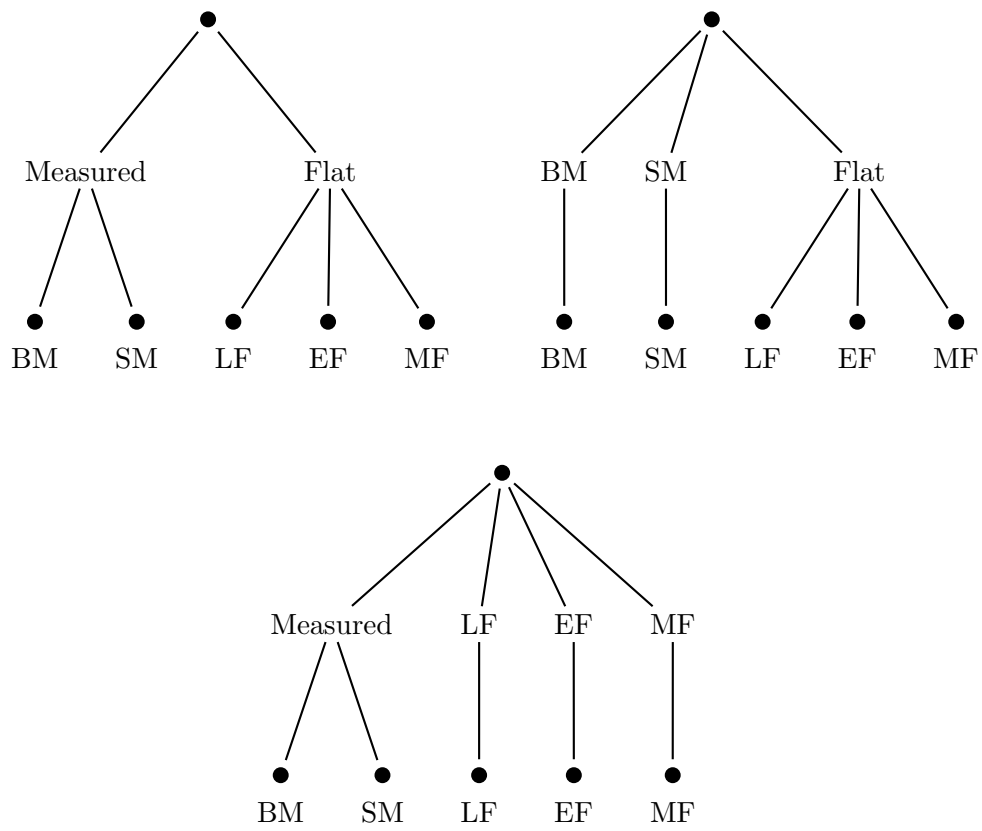 Measured Flat BM SM Flat
BM SM LF EF MF BM SM LF EF MF
Measured LF EF MF
BM SM LF EF MF